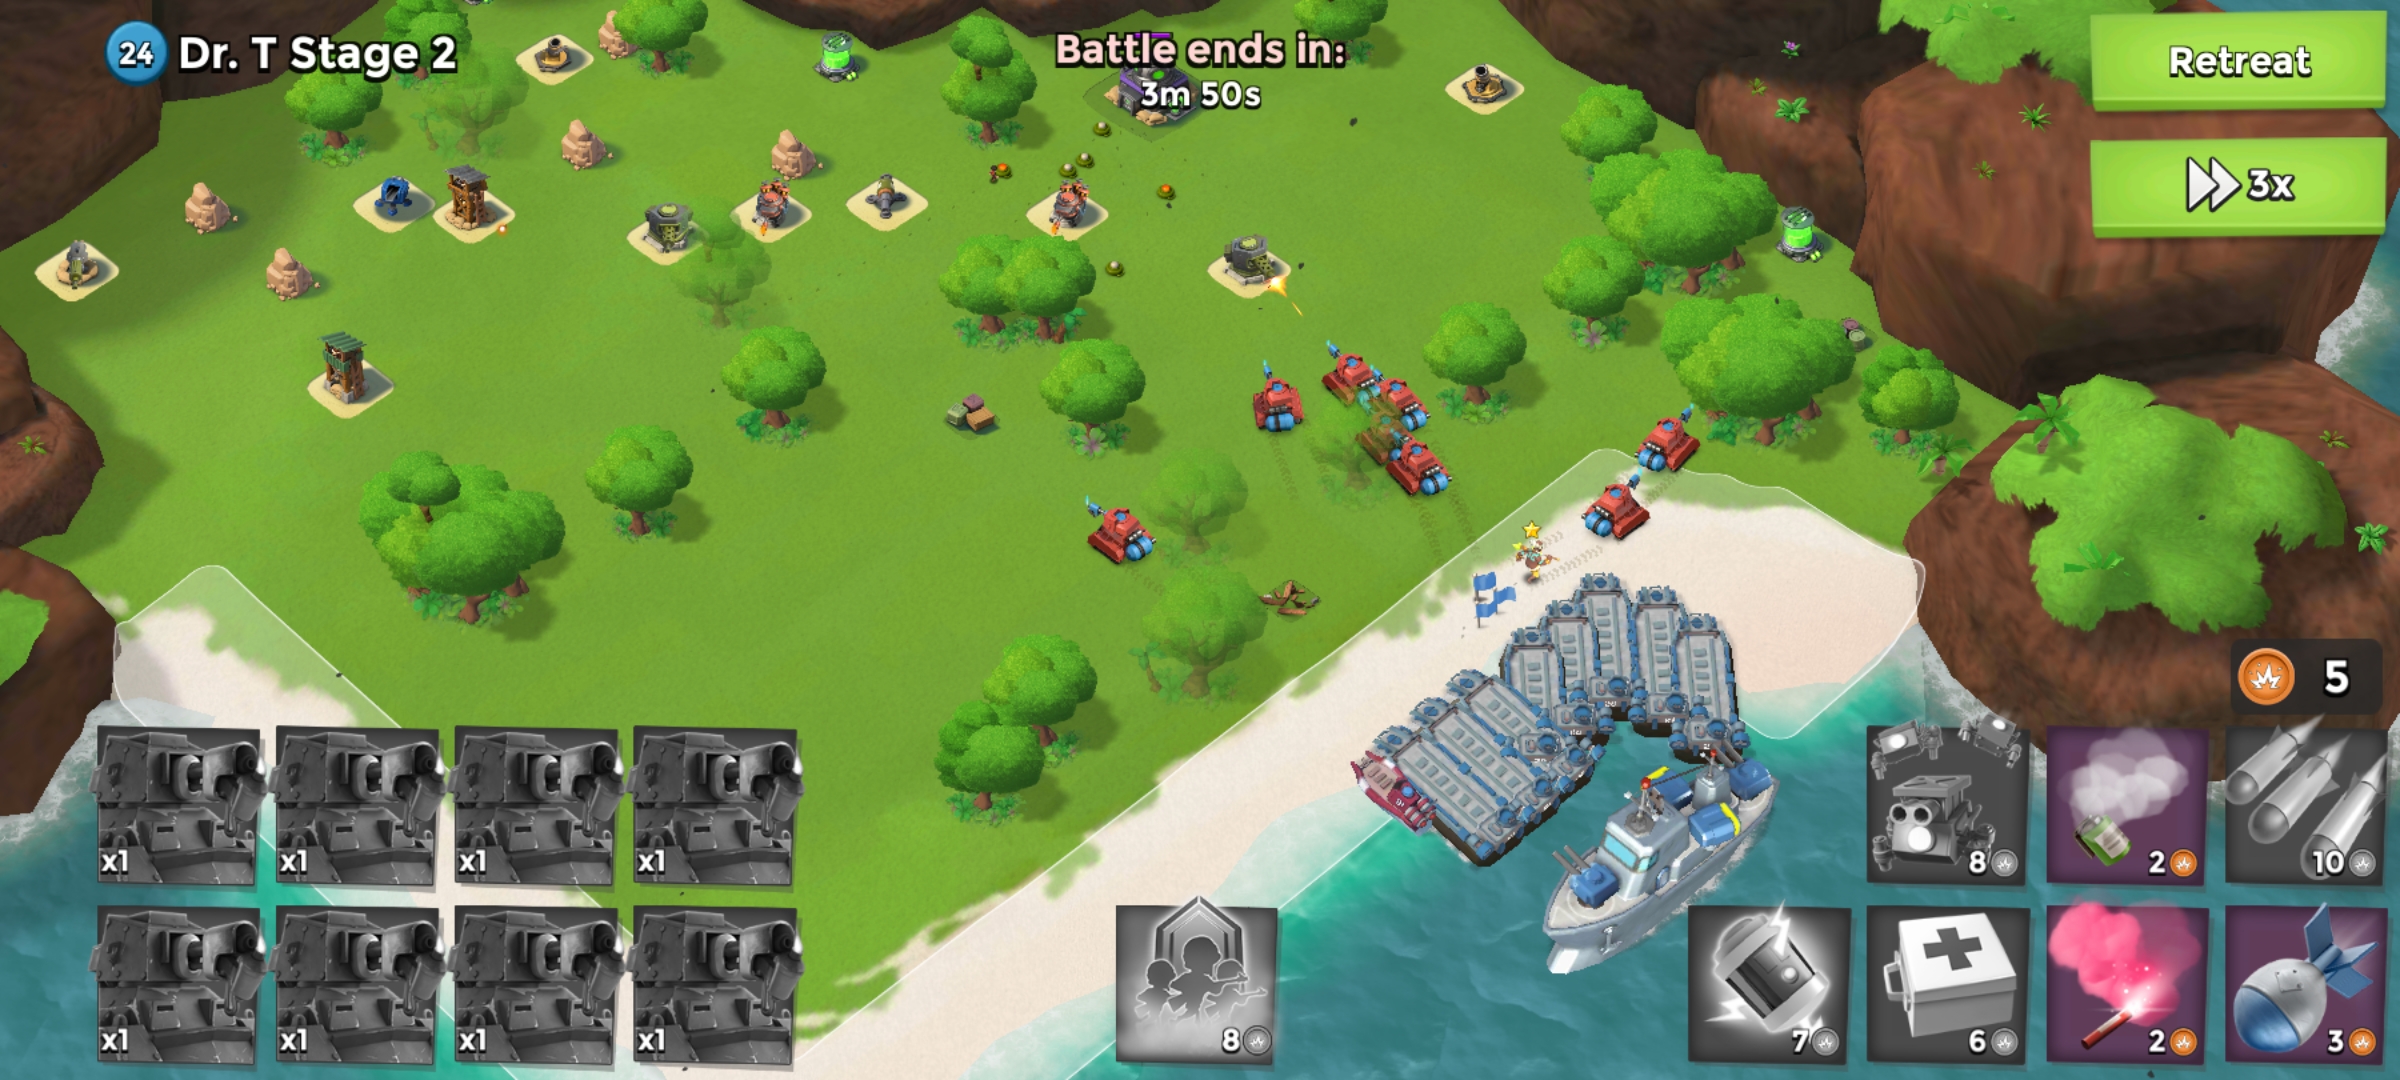 24 Dr. T Stage 2
Battle ends in:
3m 50s
Retreat
3x
5
x1 x1 x1 x1
8 2 10
x1 x1 x1 x1
8 7 6 2 3